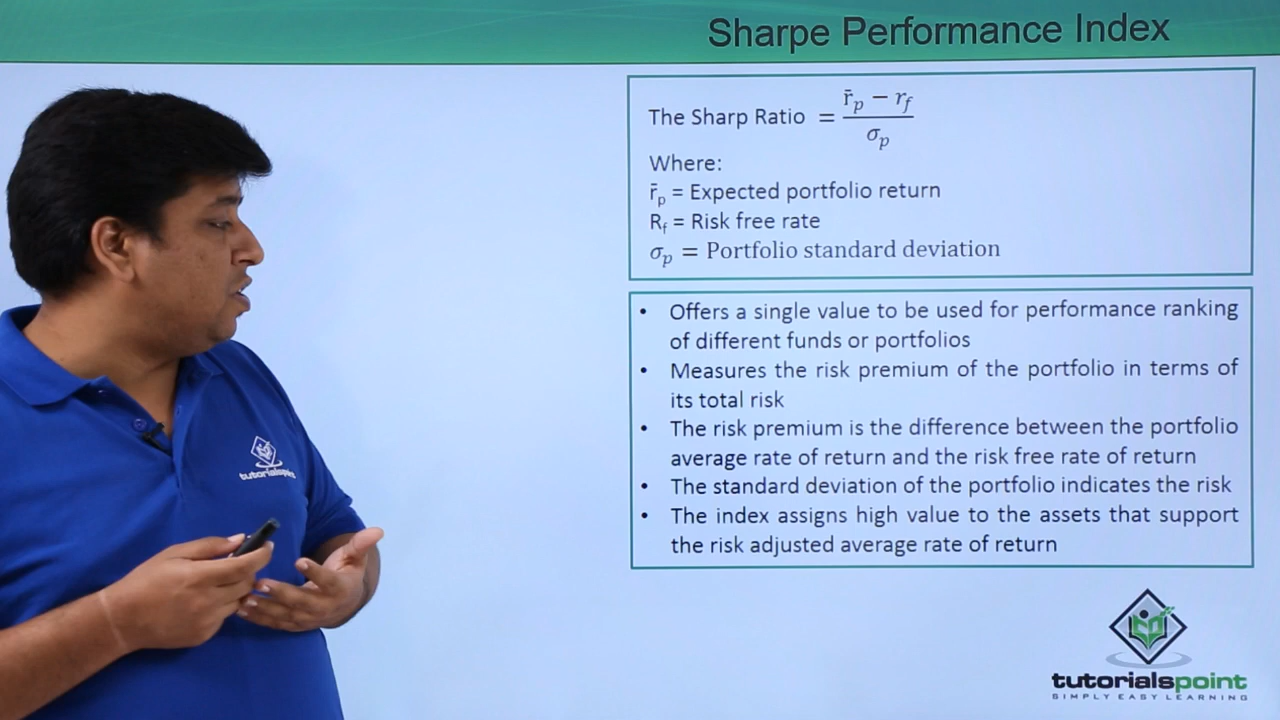 Sharpe Performance Index
The Sharp Ratio = r̄ₚ − r_f / σₚ
Where:
r̄ₚ = Expected portfolio return
R_f = Risk free rate
σₚ = Portfolio standard deviation
• Offers a single value to be used for performance ranking
of different funds or portfolios
• Measures the risk premium of the portfolio in terms of
its total risk
• The risk premium is the difference between the portfolio
average rate of return and the risk free rate of return
• The standard deviation of the portfolio indicates the risk
• The index assigns high value to the assets that support
the risk adjusted average rate of return
tutorialspoint
tutorialspoint
SIMPLY EASY LEARNING